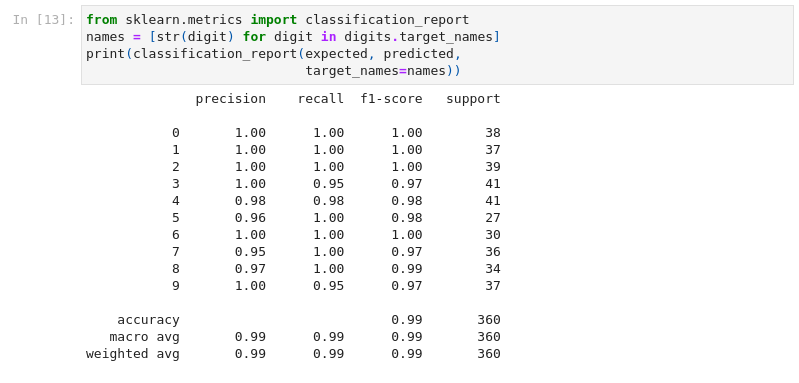 In [13]: from sklearn.metrics import classification_report
names = [str(digit) for digit in digits.target_names]
print(classification_report(expected, predicted,
                            target_names=names))
              precision    recall  f1-score   support

           0       1.00      1.00      1.00        38
           1       1.00      1.00      1.00        37
           2       1.00      1.00      1.00        39
           3       1.00      0.95      0.97        41
           4       0.98      0.98      0.98        41
           5       0.96      1.00      0.98        27
           6       1.00      1.00      1.00        30
           7       0.95      1.00      0.97        36
           8       0.97      1.00      0.99        34
           9       1.00      0.95      0.97        37

    accuracy                           0.99       360
   macro avg       0.99      0.99      0.99       360
weighted avg       0.99      0.99      0.99       360